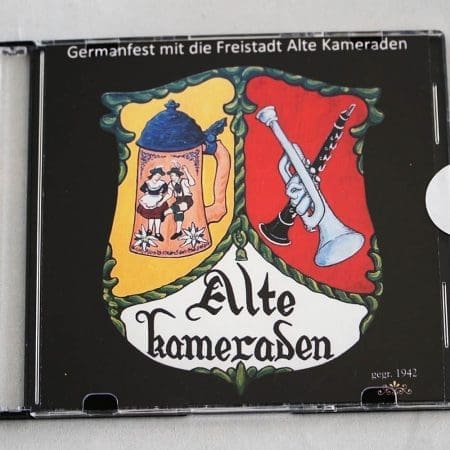 Germanfest mit die Freistadt Alte Kameraden
Alte
kameraden
gegr. 1942